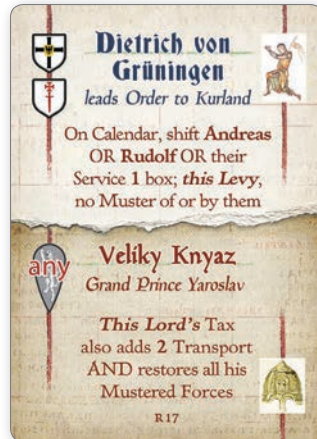 Dietrich von
Grüningen
leads Order to Kurland
On Calendar, shift Andreas
OR Rudolf OR their
Service 1 box; this Levy,
no Muster of or by them
any
Veliky Knyaz
Grand Prince Yaroslav
This Lord's Tax
also adds 2 Transport
AND restores all his
Mustered Forces
R17